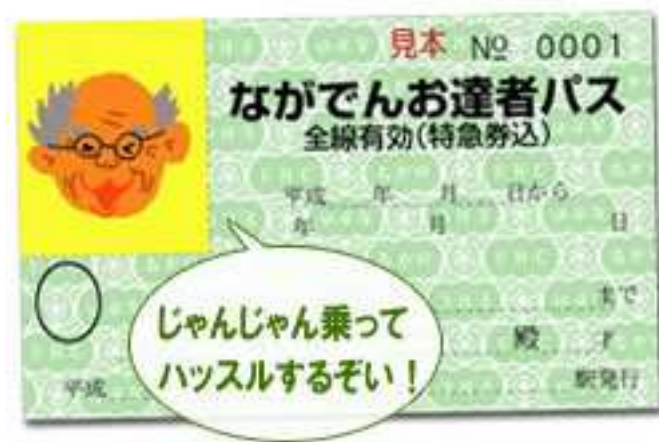 見本 № 0001
ながでんお達者パス
全線有効(特急券込)
平成 年 月 日から
年 月 日
まで
殿
平成 駅発行
じゃんじゃん乗って
ハッスルするぞい!